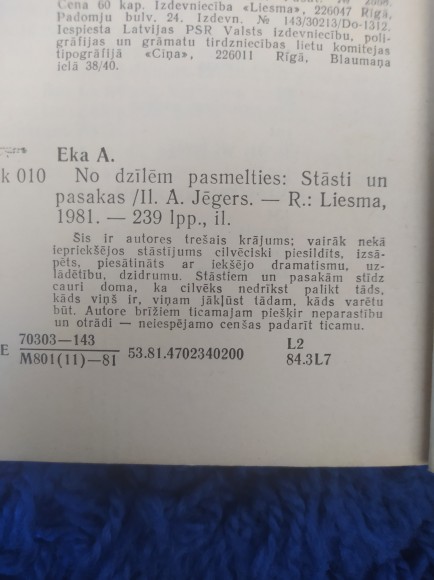 Cena 60 kap. Izdevniecība «Liesma», 226047 Rīgā,
Padomju bulv. 24. Izdevn. № 143/30213/Do-1312.
Iespiesta Latvijas PSR Valsts izdevniecību, poli-
grāfijas un grāmatu tirdzniecības lietu komitejas
tipogrāfijā «Cīņa», 226011 Rīgā, Blaumaņa
ielā 38/40.
Eka A.
k 010 No dzīlēm pasmelties: Stāsti un
pasakas /Il. A. Jēgers. — R.: Liesma,
1981. — 239 lpp., il.
Šis ir autores trešais krājums; vairāk nekā
iepriekšējos stāstījums cilvēciski piesildīts, izsā-
pēts, piesātināts ar iekšējo dramatismu, uz-
lādētību, dzidrumu. Stāstiem un pasakām stīdz
cauri doma, ka cilvēks nedrīkst palikt tāds,
kāds viņš ir, viņam jākļūst tādam, kāds varētu
būt. Autore brīžiem ticamajam piešķir neparastību
un otrādi — neiespējamo cenšas padarīt ticamu.
E 70303—143 53.81.4702340200 L2
M801(11)—81 84.3L7